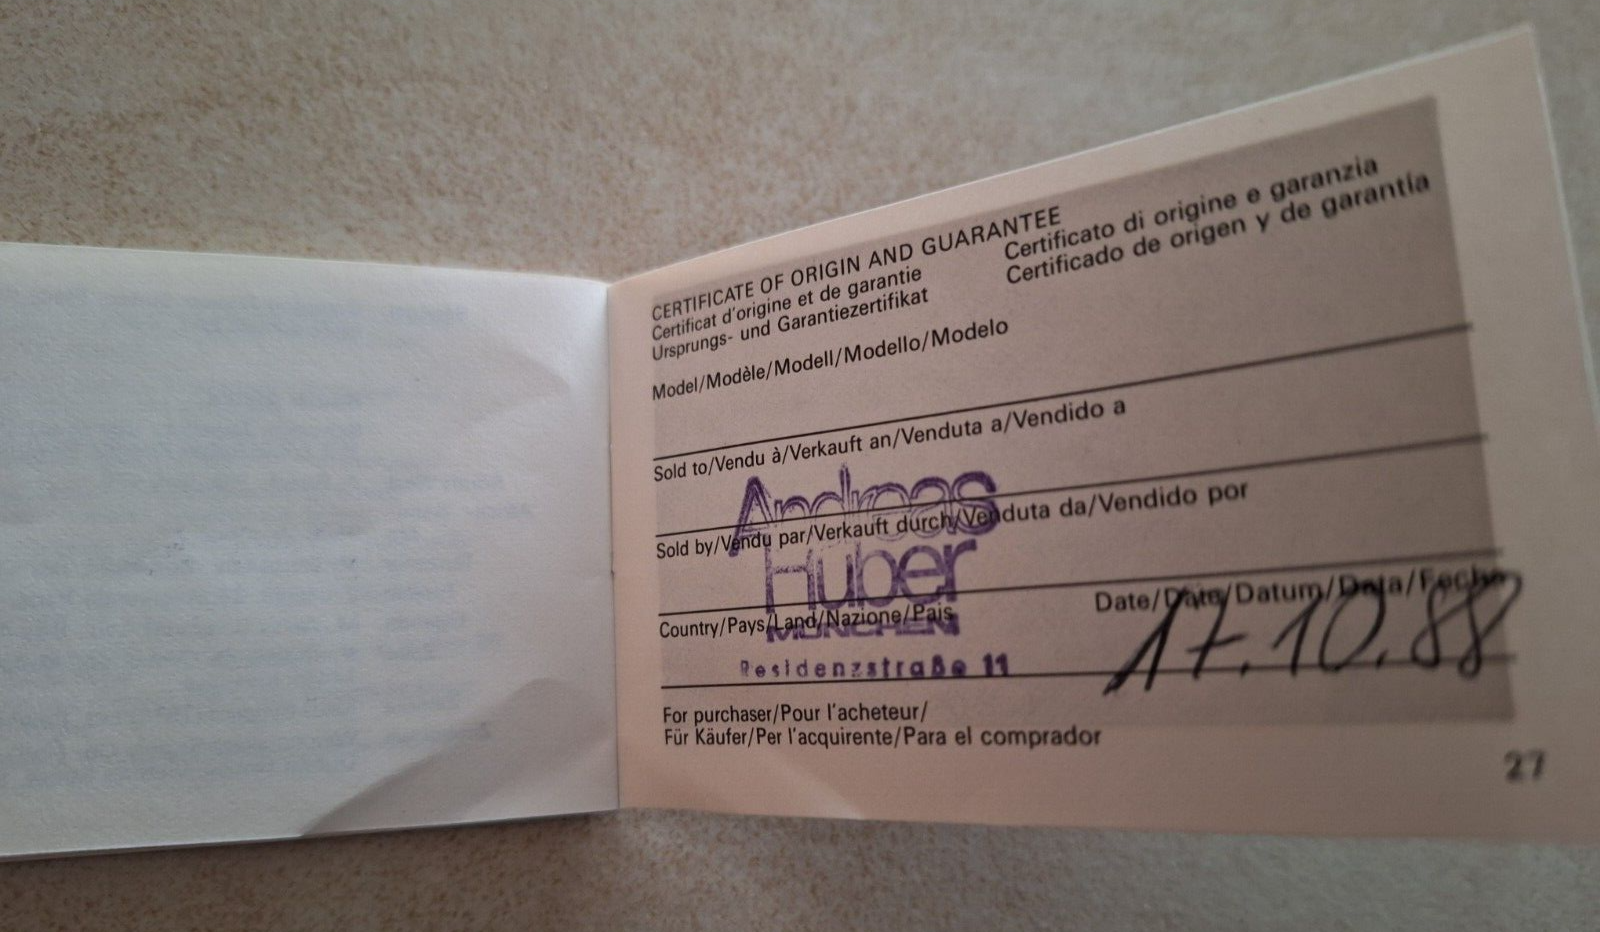 CERTIFICATE OF ORIGIN AND GUARANTEE
Certificat d'origine et de garantie
Ursprungs- und Garantiezertifikat
Certificato di origine e garanzia
Certificado de origen y de garantía
Model/Modèle/Modell/Modello/Modelo
Sold to/Vendu à/Verkauft an/Venduta a/Vendido a
Andreas
Sold by/Vendu par/Verkauft durch/Venduta da/Vendido por
Huber
Date/Date/Datum/Data/Fecha
Country/Pays/Land/Nazione/Pais
MÜNCHEN
17.10.88
Residenzstraße 11
For purchaser/Pour l'acheteur/
Für Käufer/Per l'acquirente/Para el comprador
27